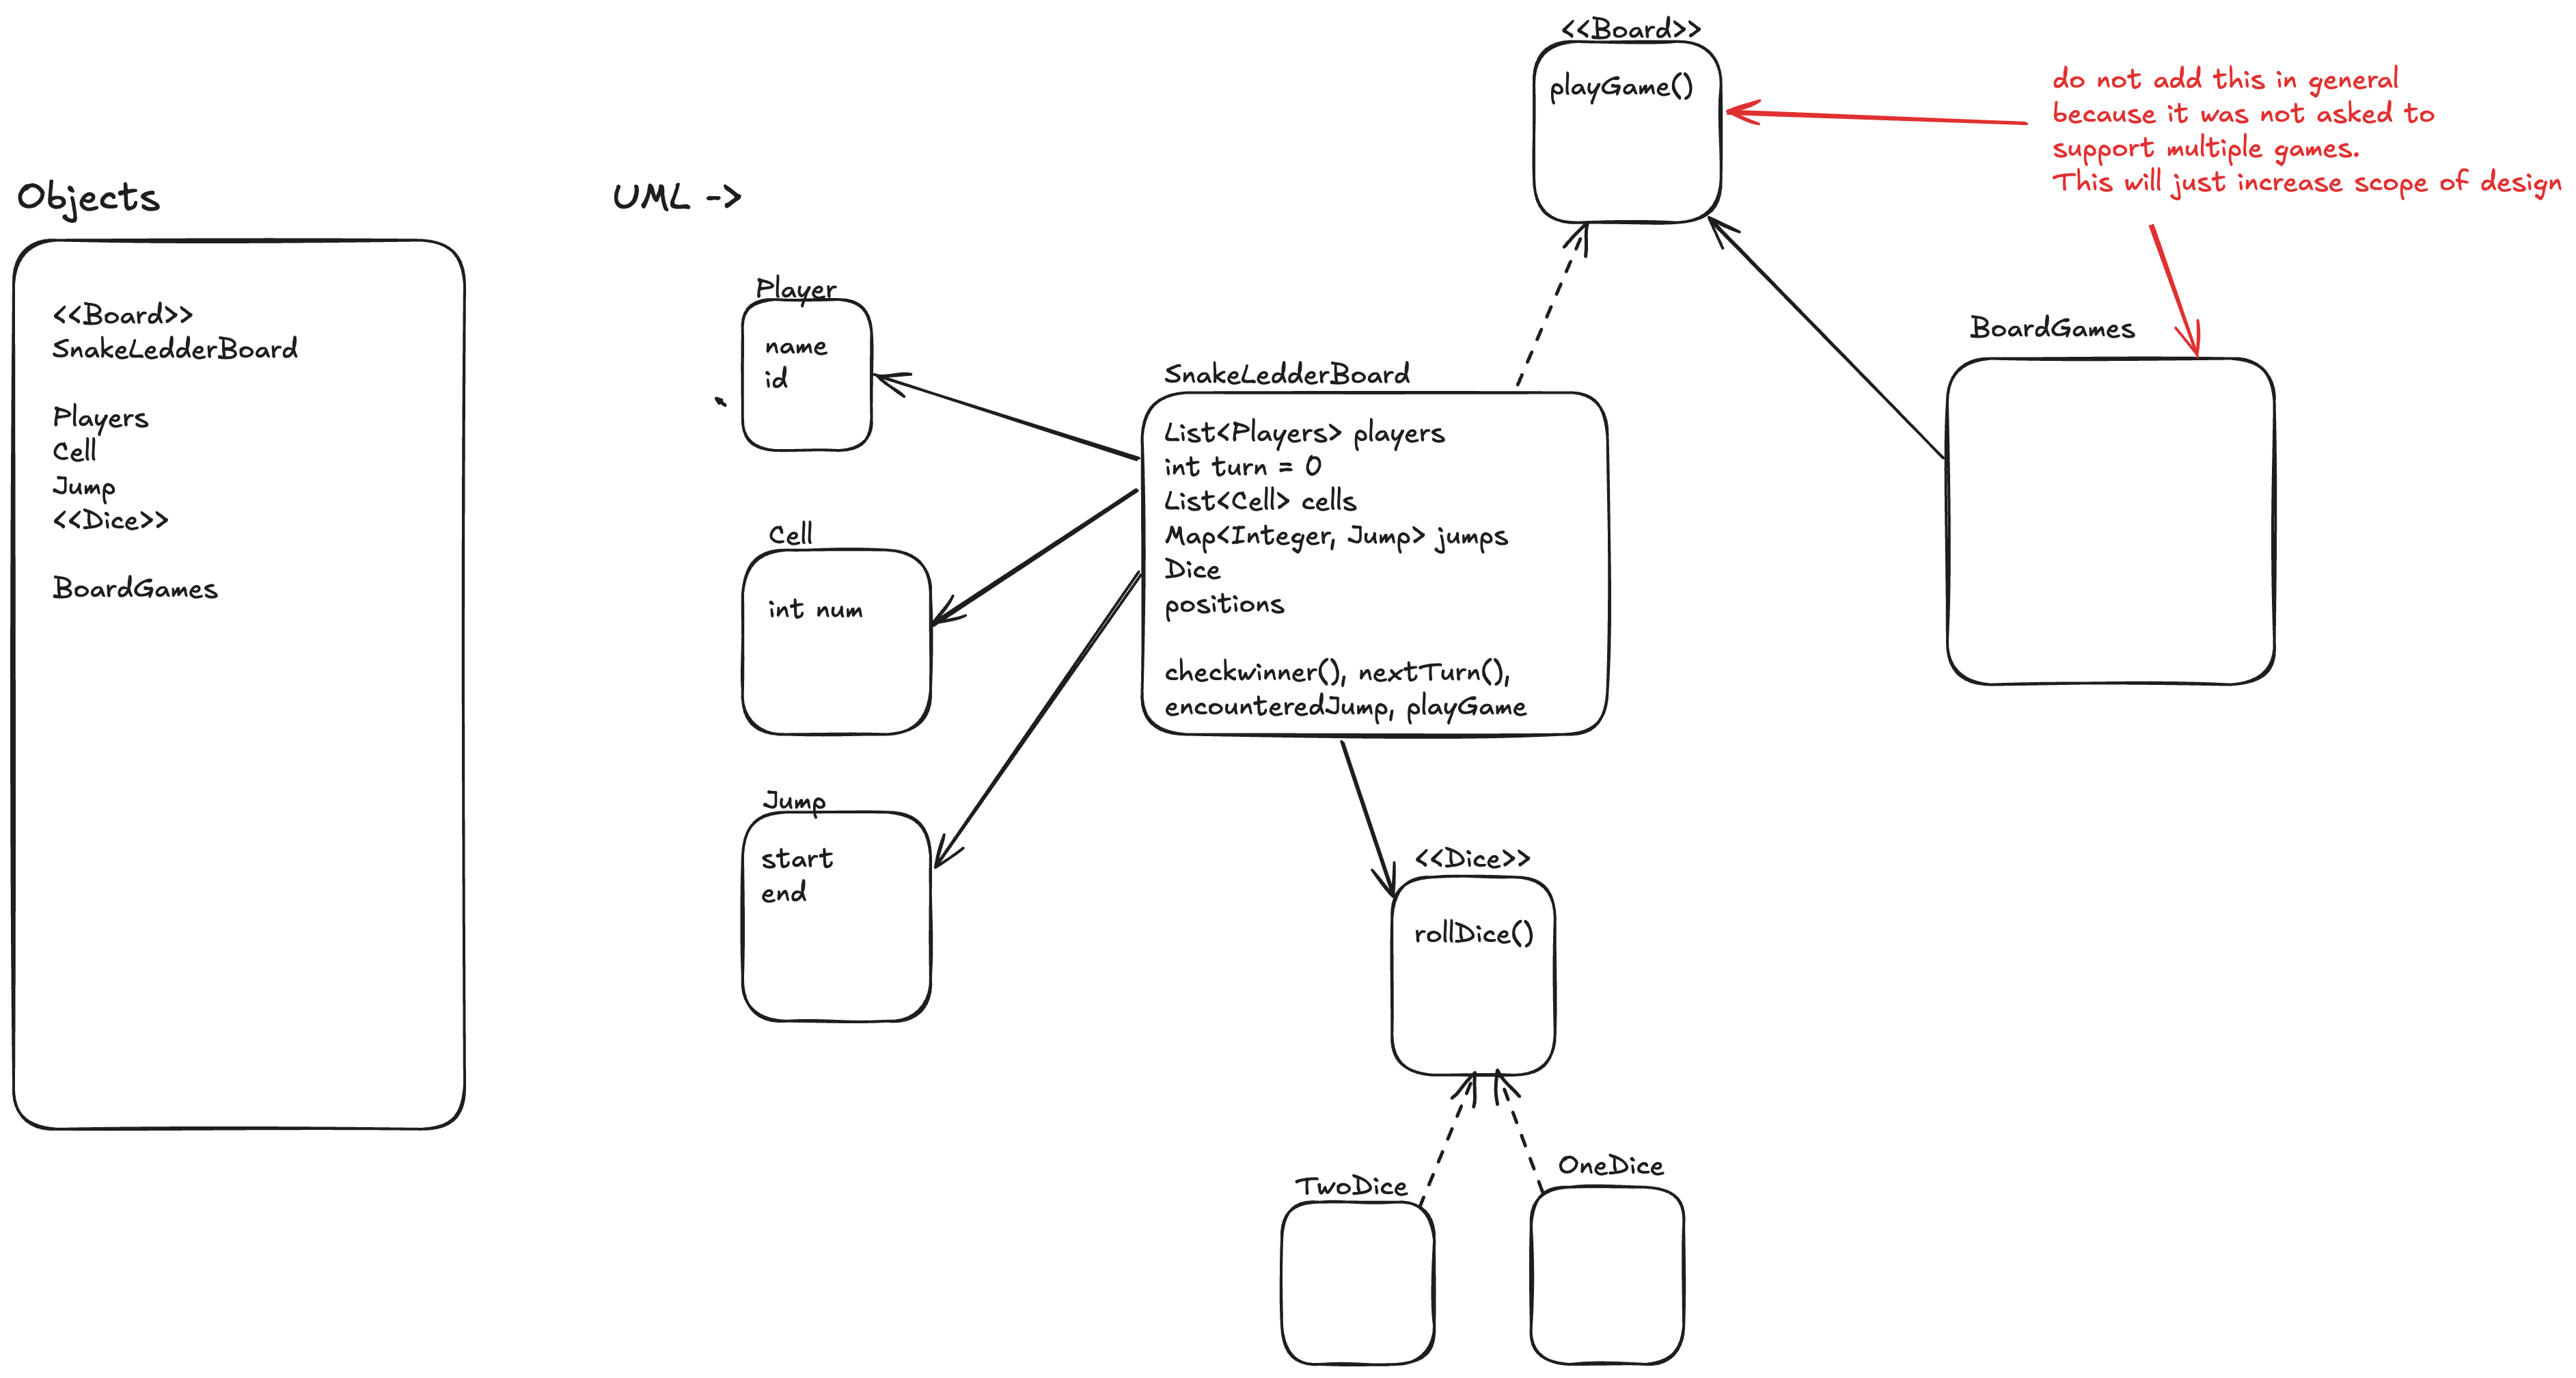 Objects
<<Board>>
SnakeLedderBoard
Players
Cell
Jump
<<Dice>>
BoardGames
UML ->
<<Board>>
playGame()
do not add this in general
because it was not asked to
support multiple games.
This will just increase scope of design
Player
name
id
Cell
int num
Jump
start
end
SnakeLedderBoard
List<Players> players
int turn = 0
List<Cell> cells
Map<Integer, Jump> jumps
Dice
positions
checkwinner(), nextTurn(),
encounteredJump, playGame
BoardGames
<<Dice>>
rollDice()
TwoDice
OneDice